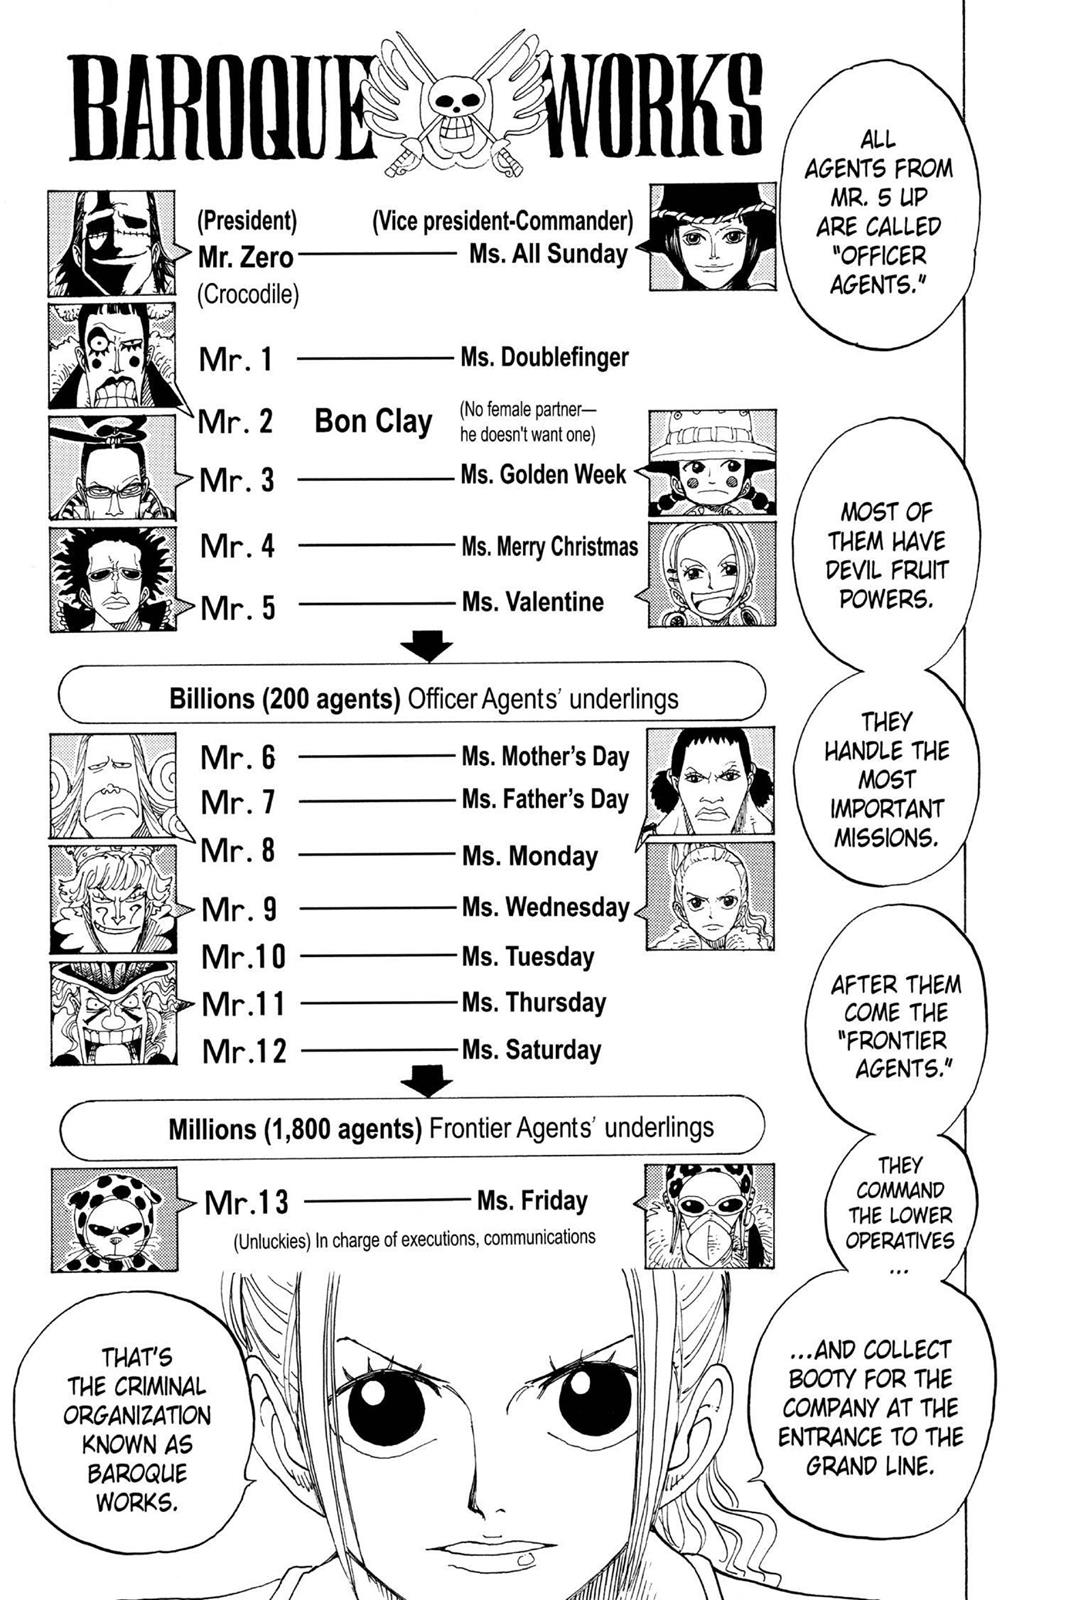 BAROQUE WORKS
(President) (Vice president-Commander)
Mr. Zero Ms. All Sunday
(Crocodile)
Mr. 1 Ms. Doublefinger
Mr. 2 Bon Clay (No female partner—
he doesn't want one)
Mr. 3 Ms. Golden Week
Mr. 4 Ms. Merry Christmas
Mr. 5 Ms. Valentine
Billions (200 agents) Officer Agents' underlings
Mr. 6 Ms. Mother's Day
Mr. 7 Ms. Father's Day
Mr. 8 Ms. Monday
Mr. 9 Ms. Wednesday
Mr.10 Ms. Tuesday
Mr.11 Ms. Thursday
Mr.12 Ms. Saturday
Millions (1,800 agents) Frontier Agents' underlings
Mr.13 Ms. Friday
(Unluckies) In charge of executions, communications
ALL
AGENTS FROM
MR. 5 UP
ARE CALLED
"OFFICER
AGENTS."
MOST OF
THEM HAVE
DEVIL FRUIT
POWERS.
THEY
HANDLE THE
MOST
IMPORTANT
MISSIONS.
AFTER THEM
COME THE
"FRONTIER
AGENTS."
THEY
COMMAND
THE LOWER
OPERATIVES
...
...AND COLLECT
BOOTY FOR THE
COMPANY AT THE
ENTRANCE TO THE
GRAND LINE.
THAT'S
THE CRIMINAL
ORGANIZATION
KNOWN AS
BAROQUE
WORKS.